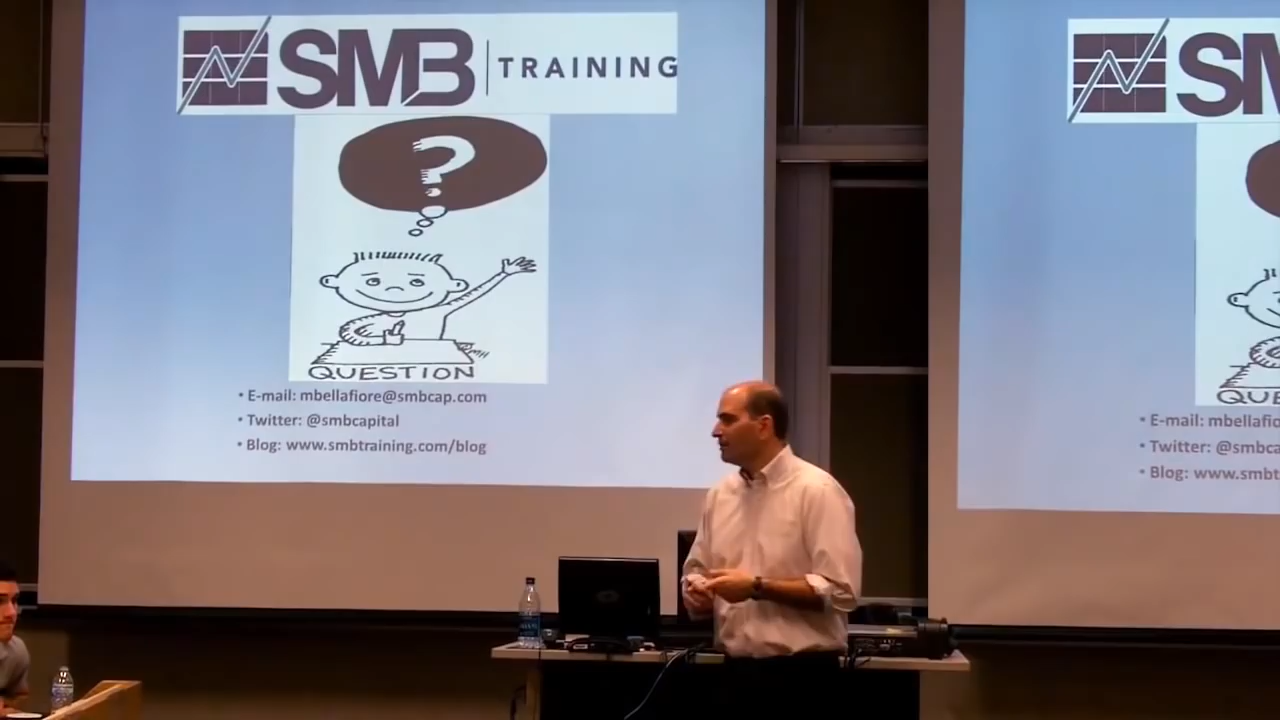 SMB | TRAINING
?
QUESTION
• E-mail: mbellafiore@smbcap.com
• Twitter: @smbcapital
• Blog: www.smbtraining.com/blog
SM
?
QUE
• E-mail: mbellafio
• Twitter: @smbca
• Blog: www.smbt